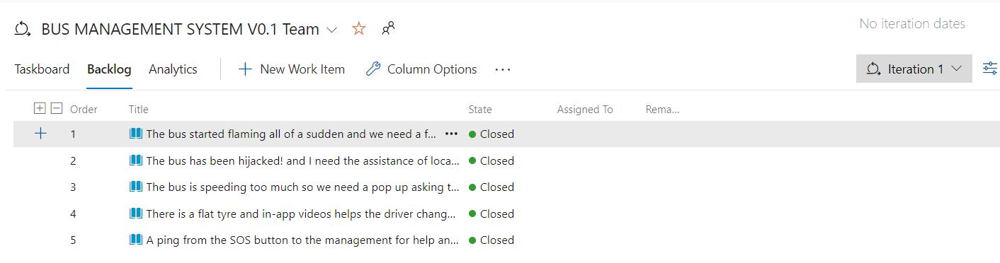 BUS MANAGEMENT SYSTEM V0.1 Team
No iteration dates
Taskboard Backlog Analytics New Work Item Column Options ... Iteration 1
Order Title State Assigned To Rema...
1 The bus started flaming all of a sudden and we need a f... ... Closed
2 The bus has been hijacked! and I need the assistance of loca... Closed
3 The bus is speeding too much so we need a pop up asking t... Closed
4 There is a flat tyre and in-app videos helps the driver chang... Closed
5 A ping from the SOS button to the management for help an... Closed